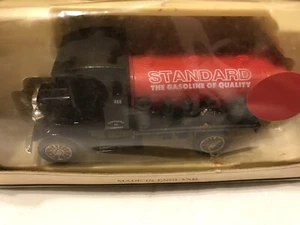 STANDARD
THE GASOLINE OF QUALITY
MADE IN ENGLAND